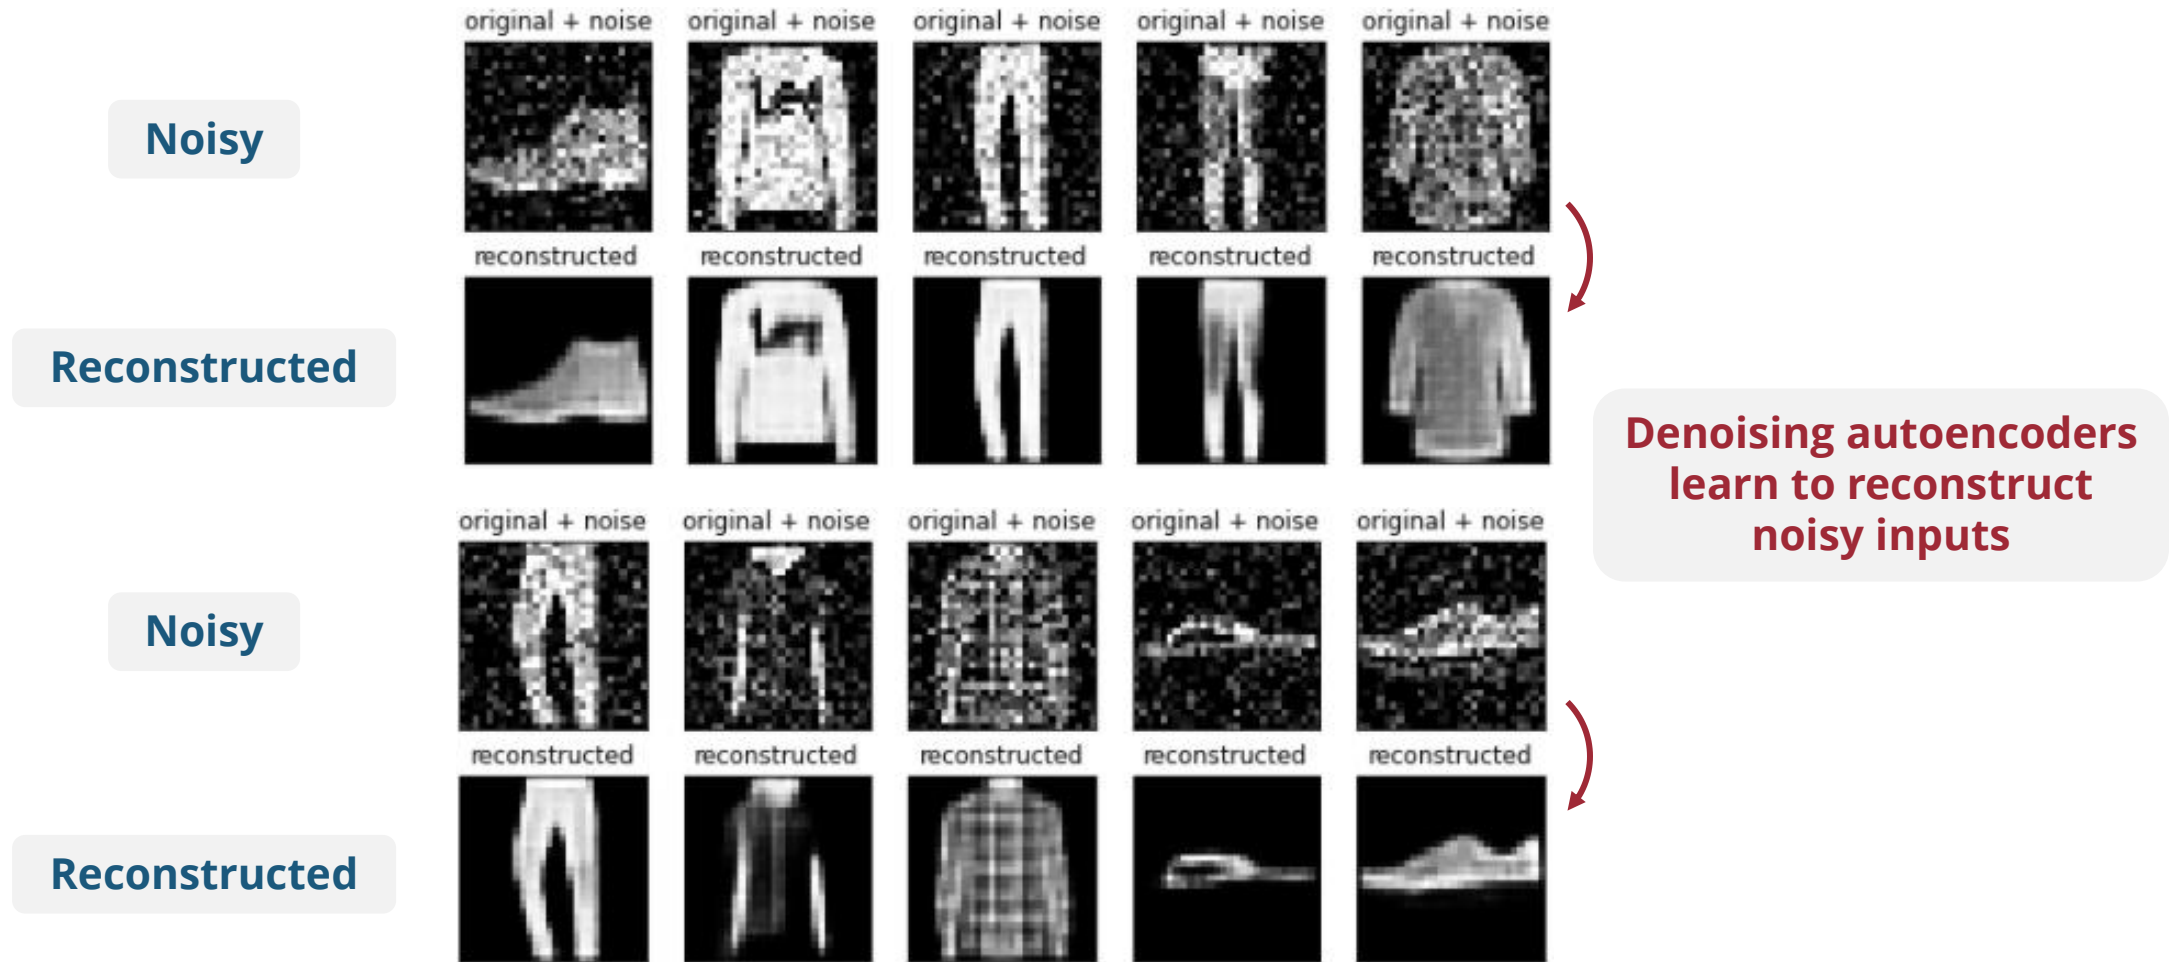 original + noise original + noise original + noise original + noise original + noise
Noisy
reconstructed reconstructed reconstructed reconstructed reconstructed
Reconstructed
Denoising autoencoders
learn to reconstruct
noisy inputs
original + noise original + noise original + noise original + noise original + noise
Noisy
reconstructed reconstructed reconstructed reconstructed reconstructed
Reconstructed